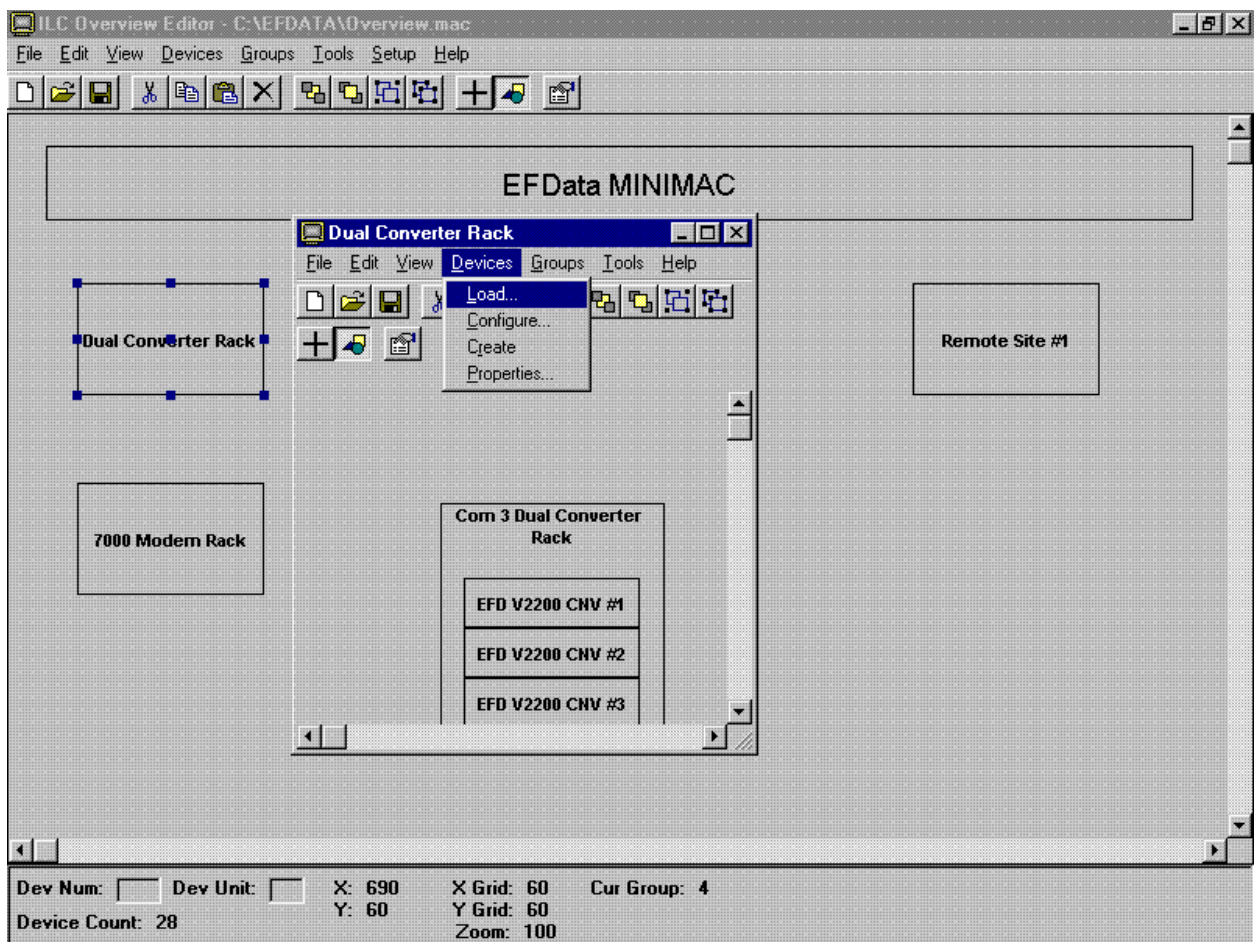 ILC Overview Editor - C:\EFDATA\Overview.mac
File Edit View Devices Groups Tools Setup Help
EFData MINIMAC
Dual Converter Rack
File Edit View Devices Groups Tools Help
Load...
Configure...
Create
Properties...
Dual Converter Rack
Remote Site #1
7000 Modem Rack
Com 3 Dual Converter
Rack
EFD V2200 CNV #1
EFD V2200 CNV #2
EFD V2200 CNV #3
Dev Num: Dev Unit: X: 690 X Grid: 60 Cur Group: 4
Y: 60 Y Grid: 60
Device Count: 28
Zoom: 100